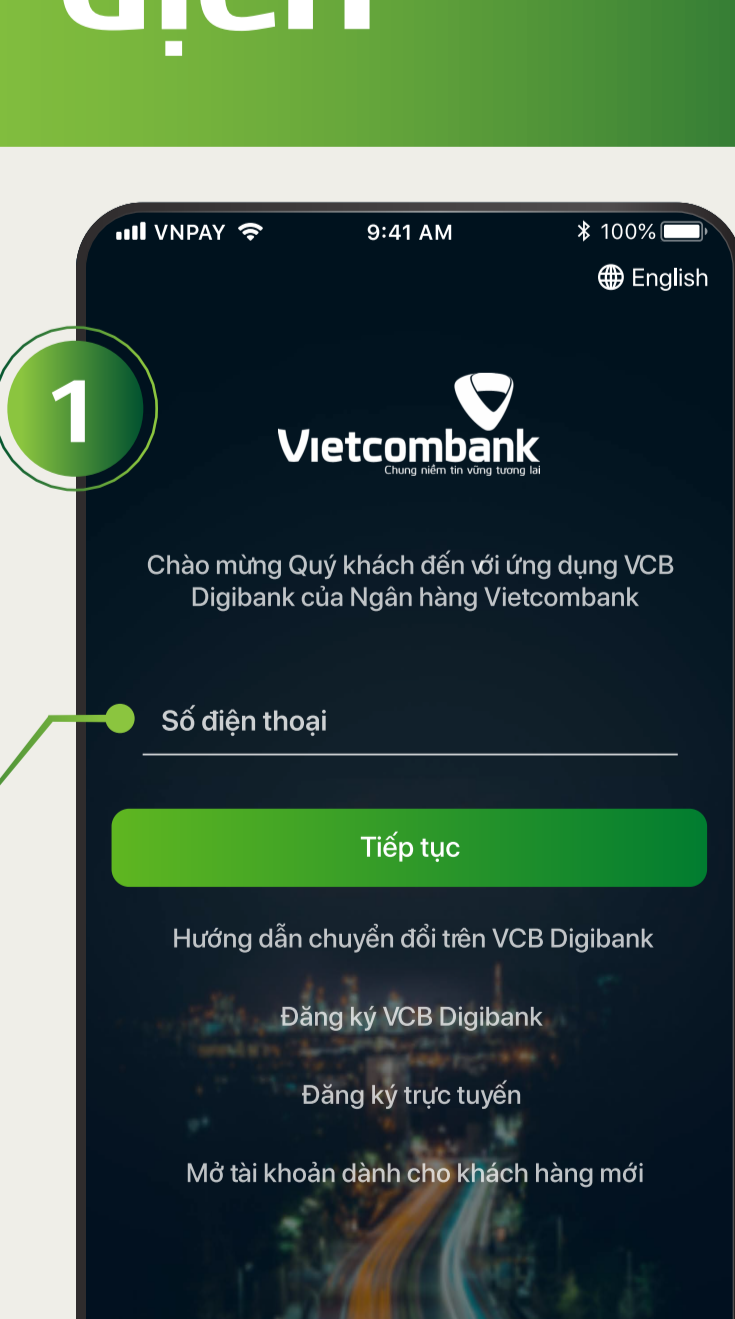 dịch
VNPAY 9:41 AM 100%
English
1
Vietcombank
Chung niềm tin vững tương lai
Chào mừng Quý khách đến với ứng dụng VCB
Digibank của Ngân hàng Vietcombank
Số điện thoại
Tiếp tục
Hướng dẫn chuyển đổi trên VCB Digibank
Đăng ký VCB Digibank
Đăng ký trực tuyến
Mở tài khoản dành cho khách hàng mới